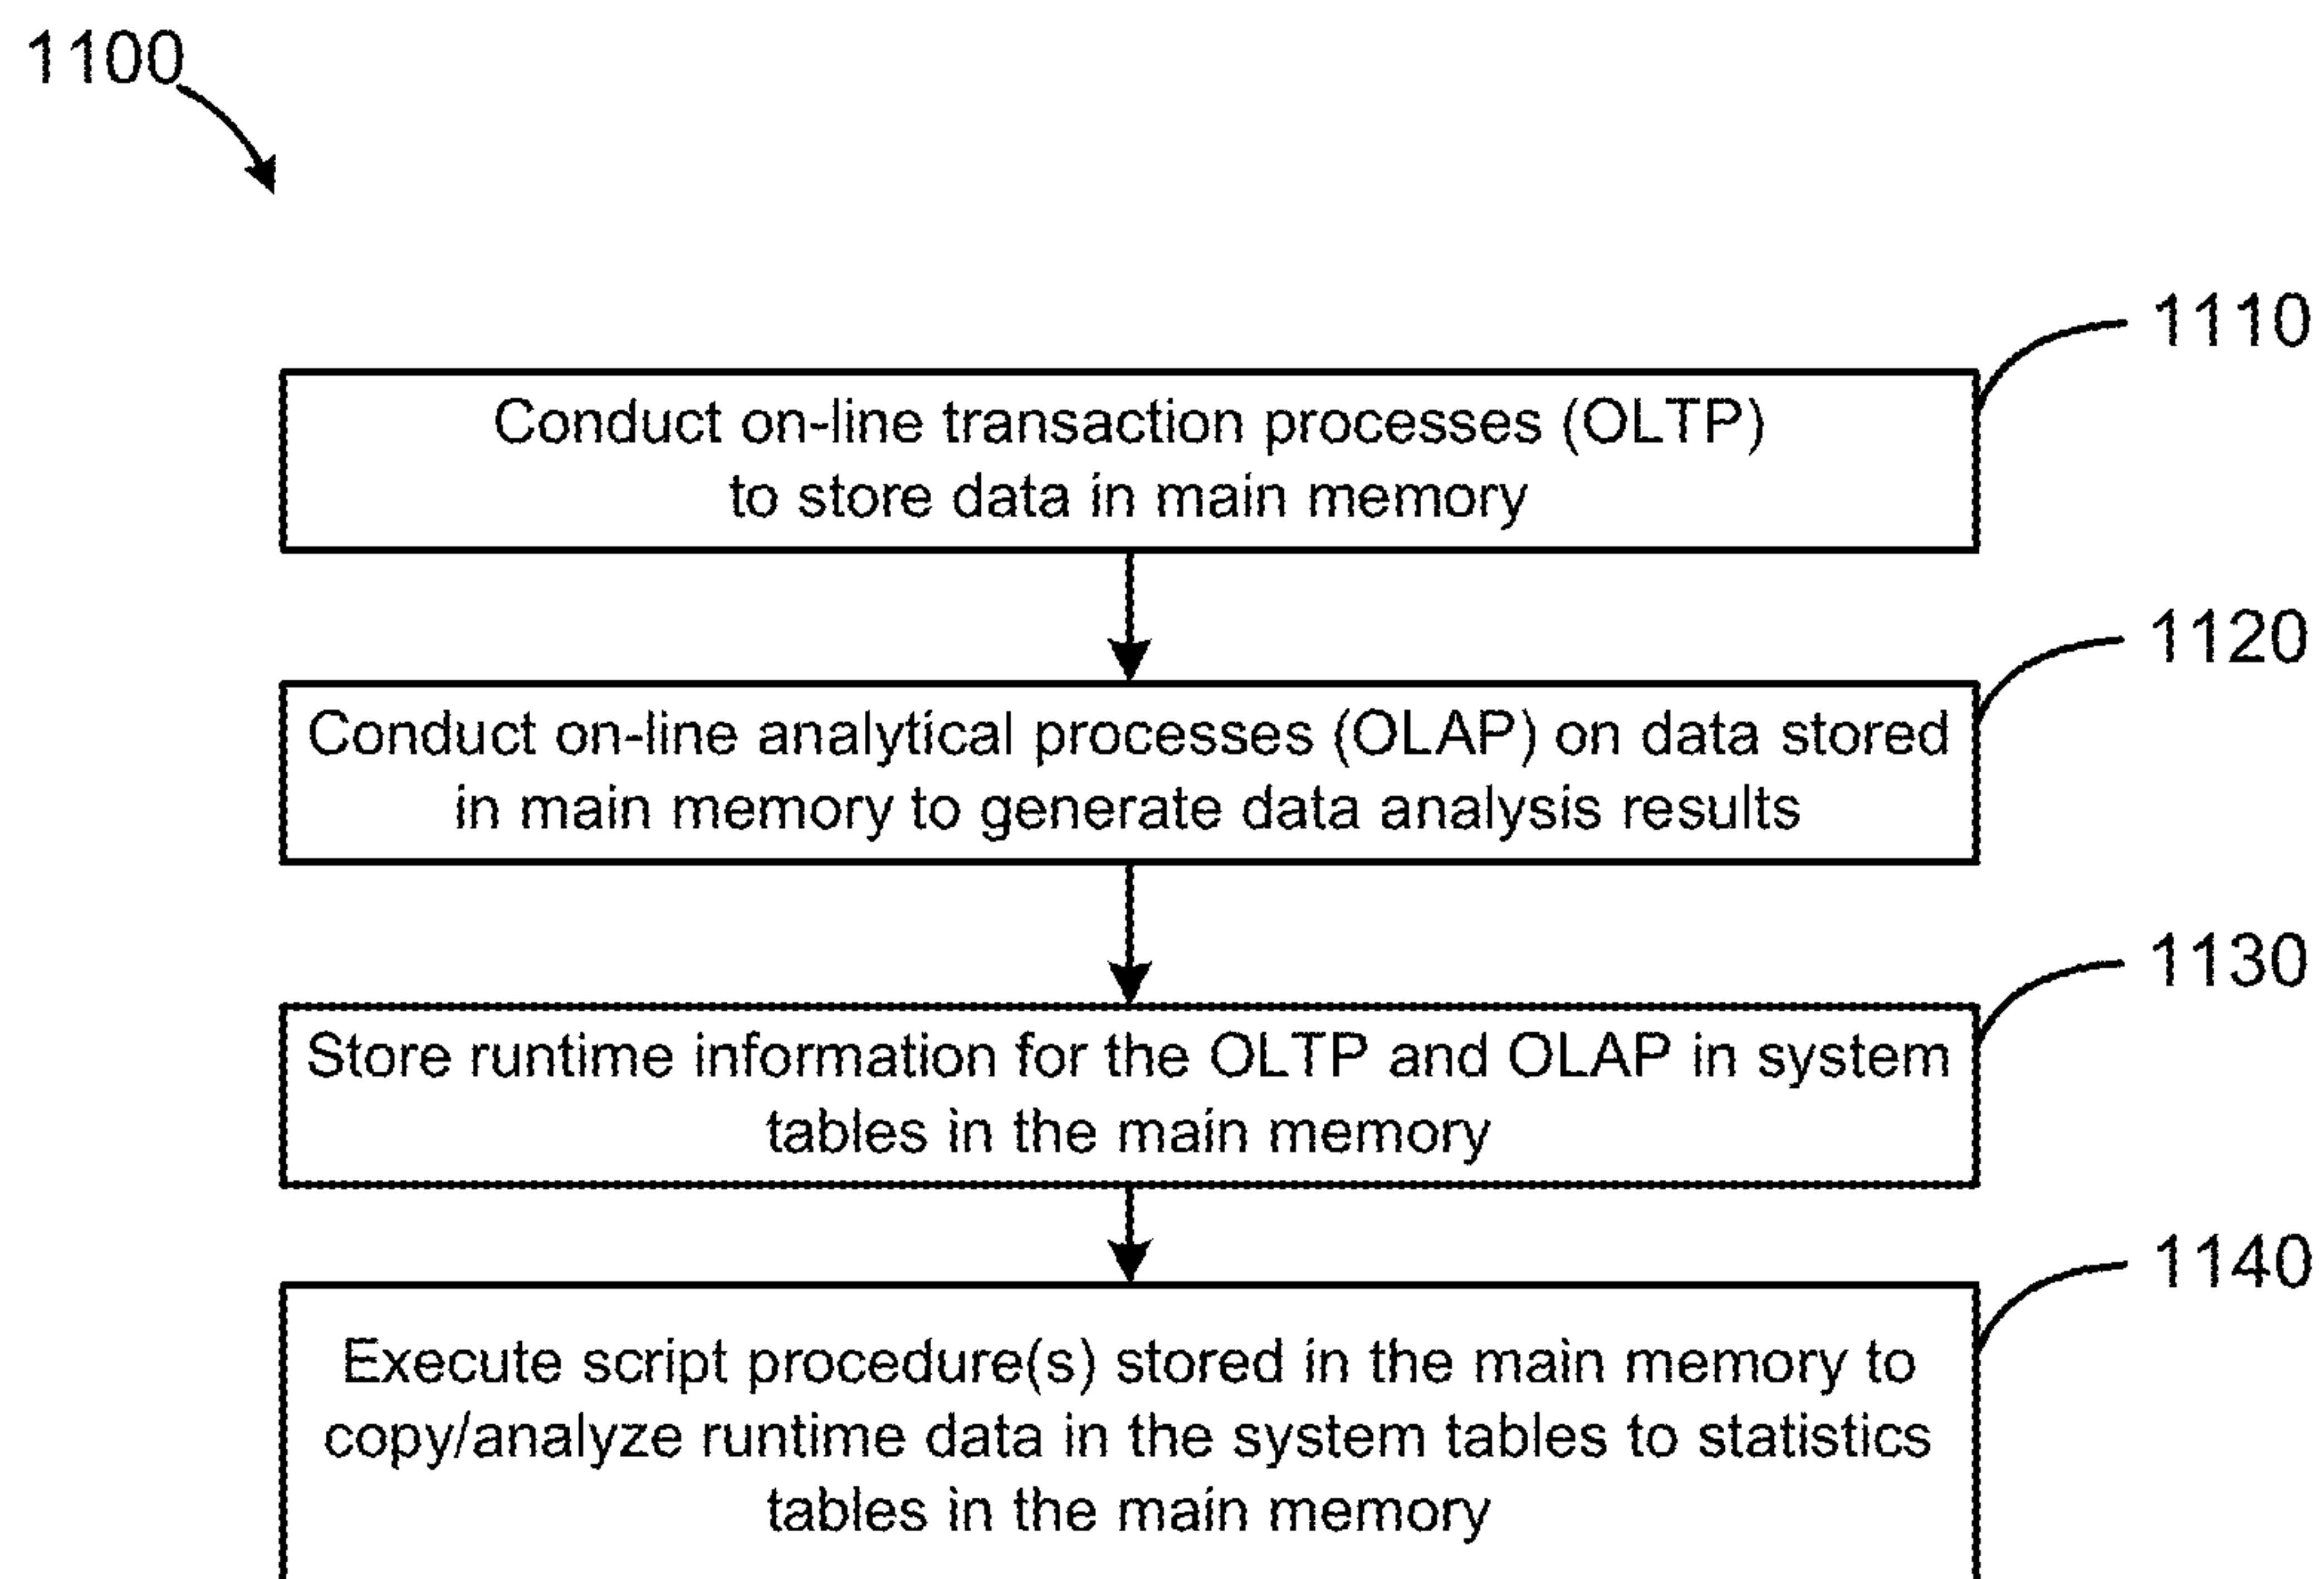 1100
1110
Conduct on-line transaction processes (OLTP)
to store data in main memory
1120
Conduct on-line analytical processes (OLAP) on data stored
in main memory to generate data analysis results
1130
Store runtime information for the OLTP and OLAP in system
tables in the main memory
1140
Execute script procedure(s) stored in the main memory to
copy/analyze runtime data in the system tables to statistics
tables in the main memory